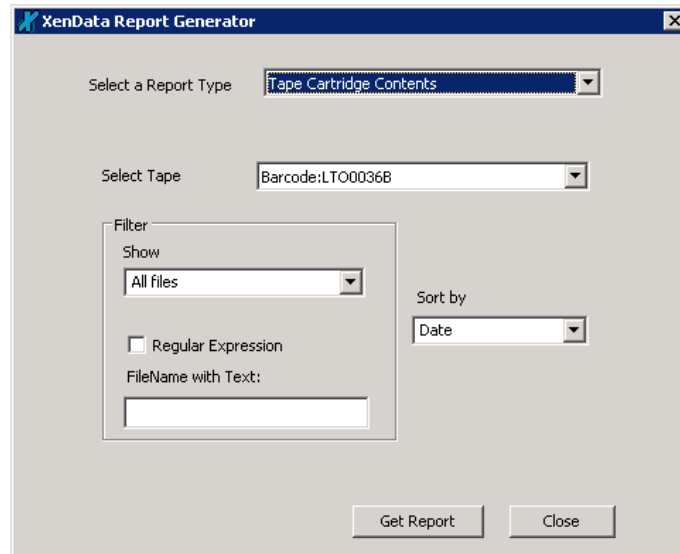 XenData Report Generator
Select a Report Type
Tape Cartridge Contents
Select Tape
Barcode:LTO0036B
Filter
Show
All files
Sort by
Date
Regular Expression
FileName with Text:
Get Report
Close